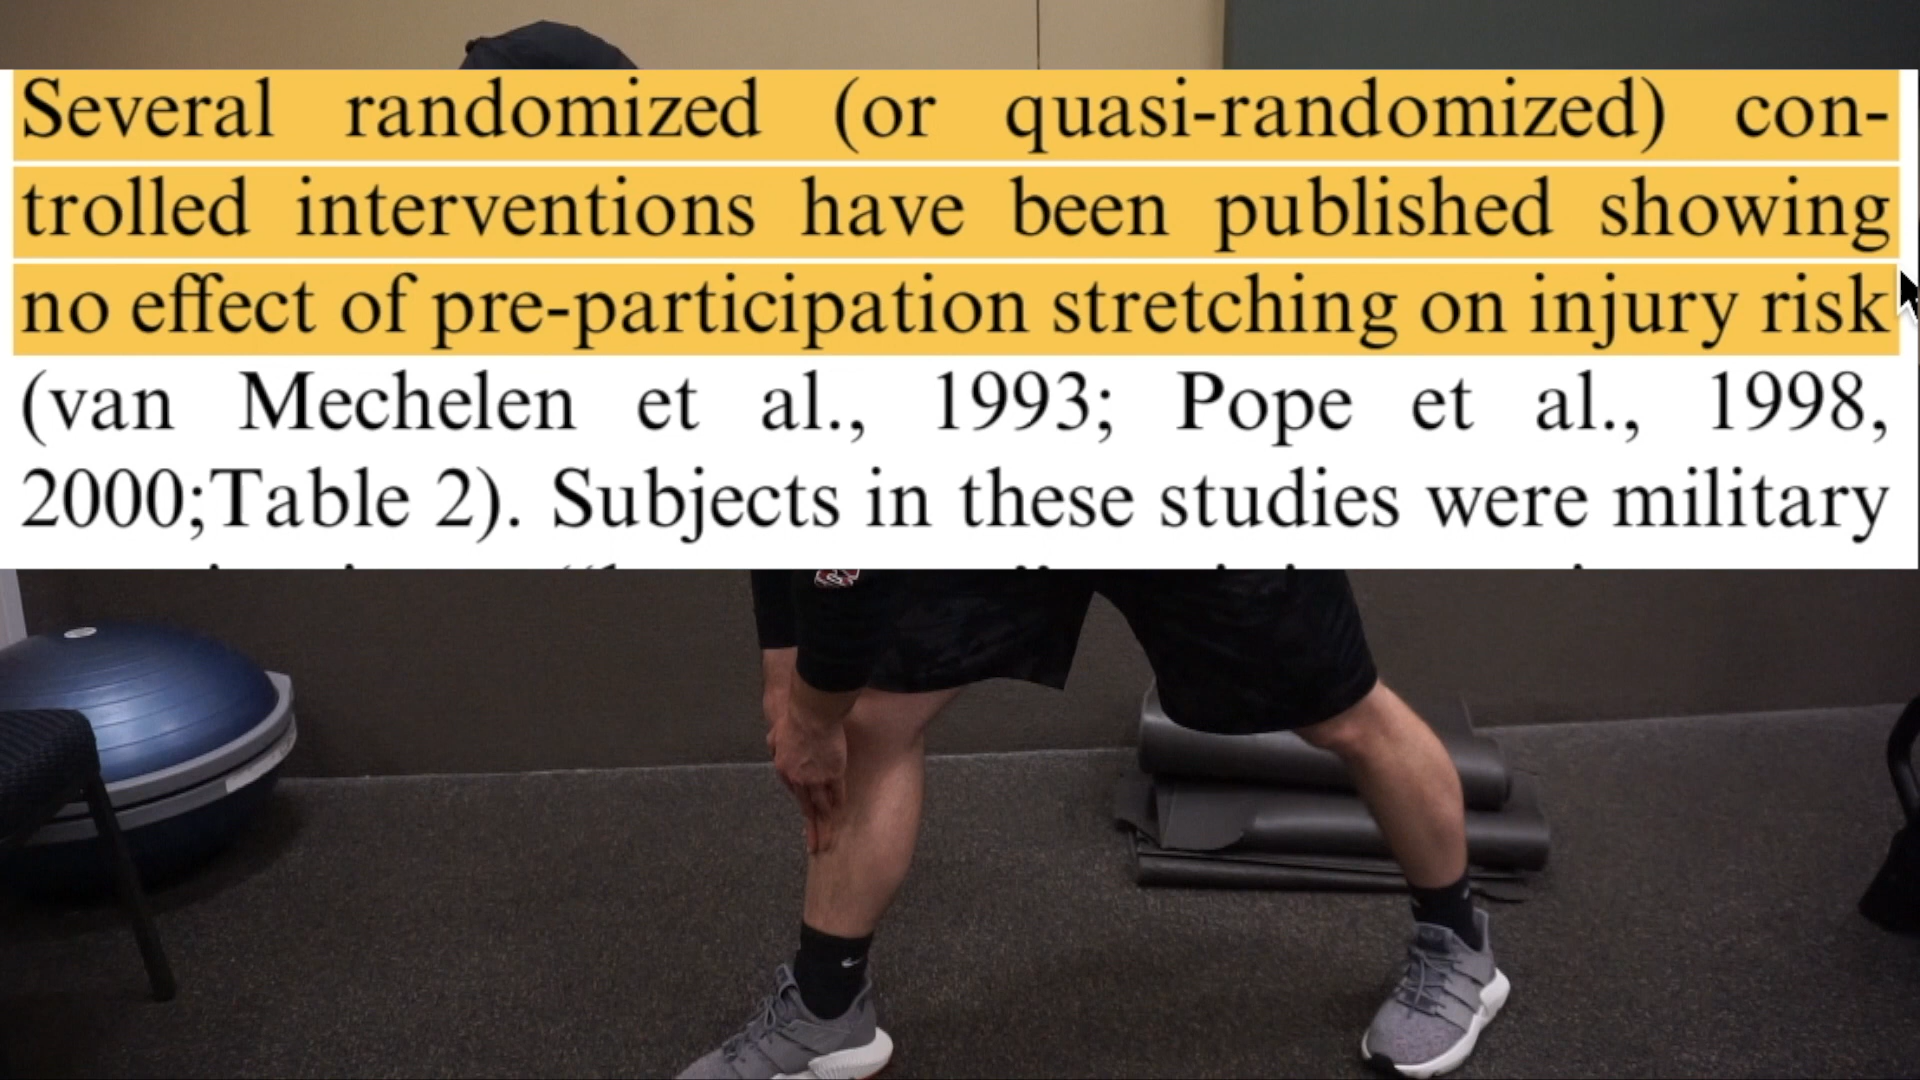 Several randomized (or quasi-randomized) con-
trolled interventions have been published showing
no effect of pre-participation stretching on injury risk
(van Mechelen et al., 1993; Pope et al., 1998,
2000;Table 2). Subjects in these studies were military